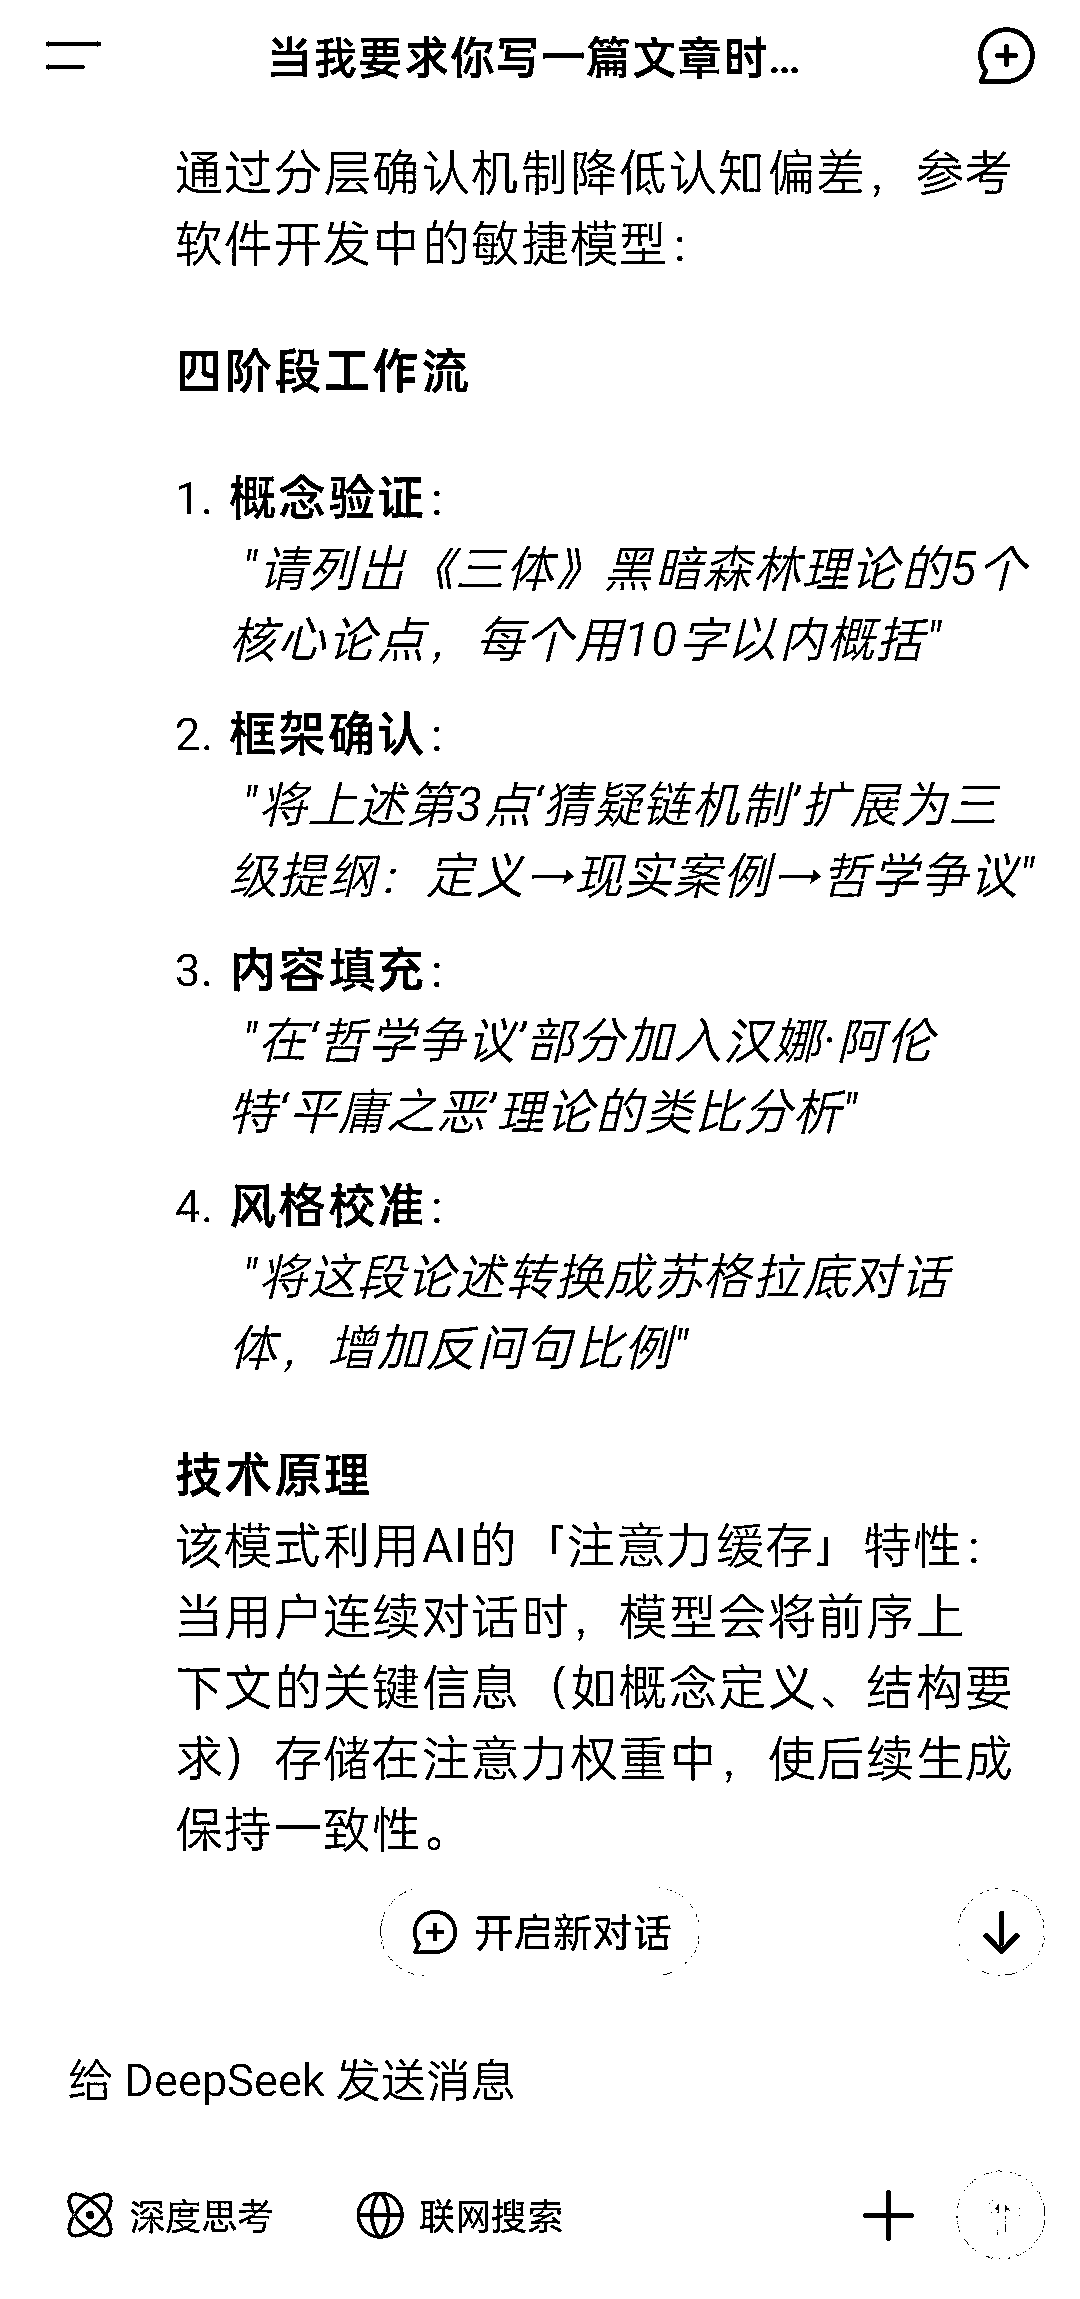 当我要求你写一篇文章时...
通过分层确认机制降低认知偏差，参考
软件开发中的敏捷模型：
四阶段工作流
1. 概念验证：
"请列出《三体》黑暗森林理论的5个
核心论点，每个用10字以内概括"
2. 框架确认：
"将上述第3点‘猜疑链机制’扩展为三
级提纲：定义→现实案例→哲学争议"
3. 内容填充：
"在‘哲学争议’部分加入汉娜·阿伦
特‘平庸之恶’理论的类比分析"
4. 风格校准：
"将这段论述转换成苏格拉底对话
体，增加反问句比例"
技术原理
该模式利用AI的「注意力缓存」特性：
当用户连续对话时，模型会将前序上
下文的关键信息（如概念定义、结构要
求）存储在注意力权重中，使后续生成
保持一致性。
开启新对话
给 DeepSeek 发送消息
深度思考 联网搜索